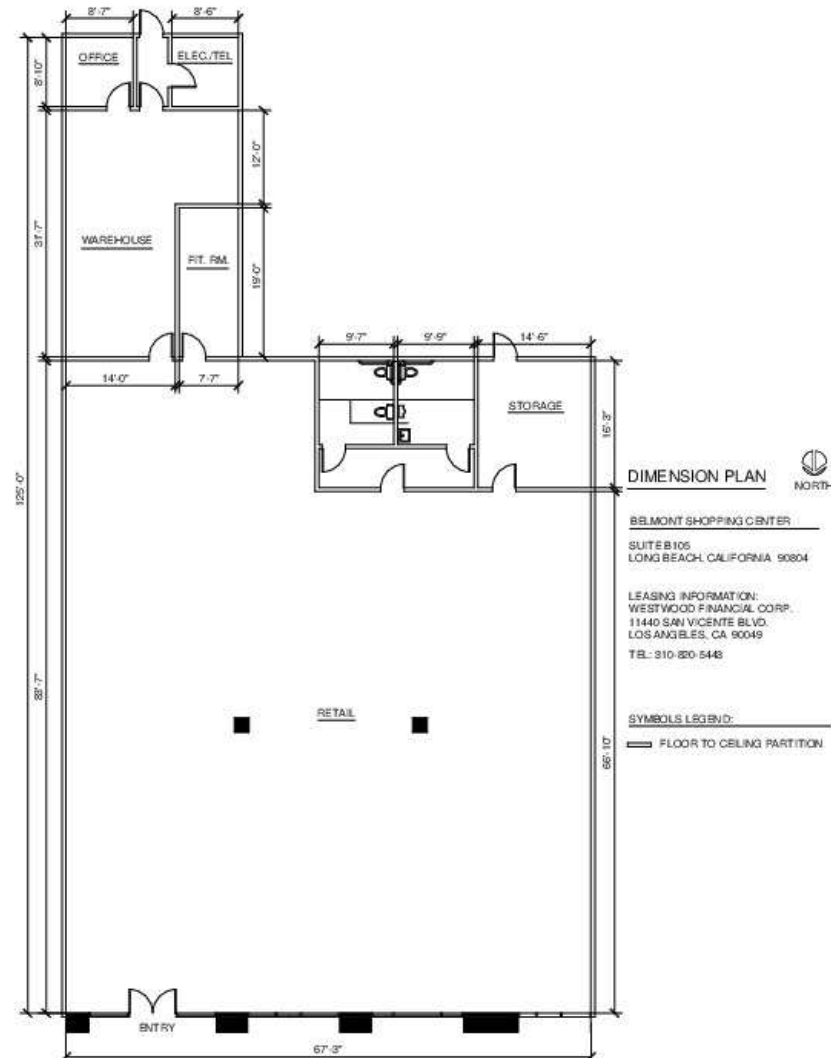 8'-7"
8'-6"
OFFICE
ELEC./TEL
8'-10"
12'-0"
31'-7"
WAREHOUSE
FIT. RM.
19'-0"
9'-7"
9'-9"
14'-6"
14'-0"
7'-7"
STORAGE
16'-3"
125'-0"
DIMENSION PLAN
NORTH
BELMONT SHOPPING CENTER
SUITE B105
LONG BEACH, CALIFORNIA 90804
LEASING INFORMATION:
WESTWOOD FINANCIAL CORP.
11440 SAN VICENTE BLVD.
LOS ANGELES, CA 90049
TEL: 310-820-5443
83'-7"
RETAIL
SYMBOLS LEGEND:
FLOOR TO CEILING PARTITION
66'-10"
ENTRY
67'-3"